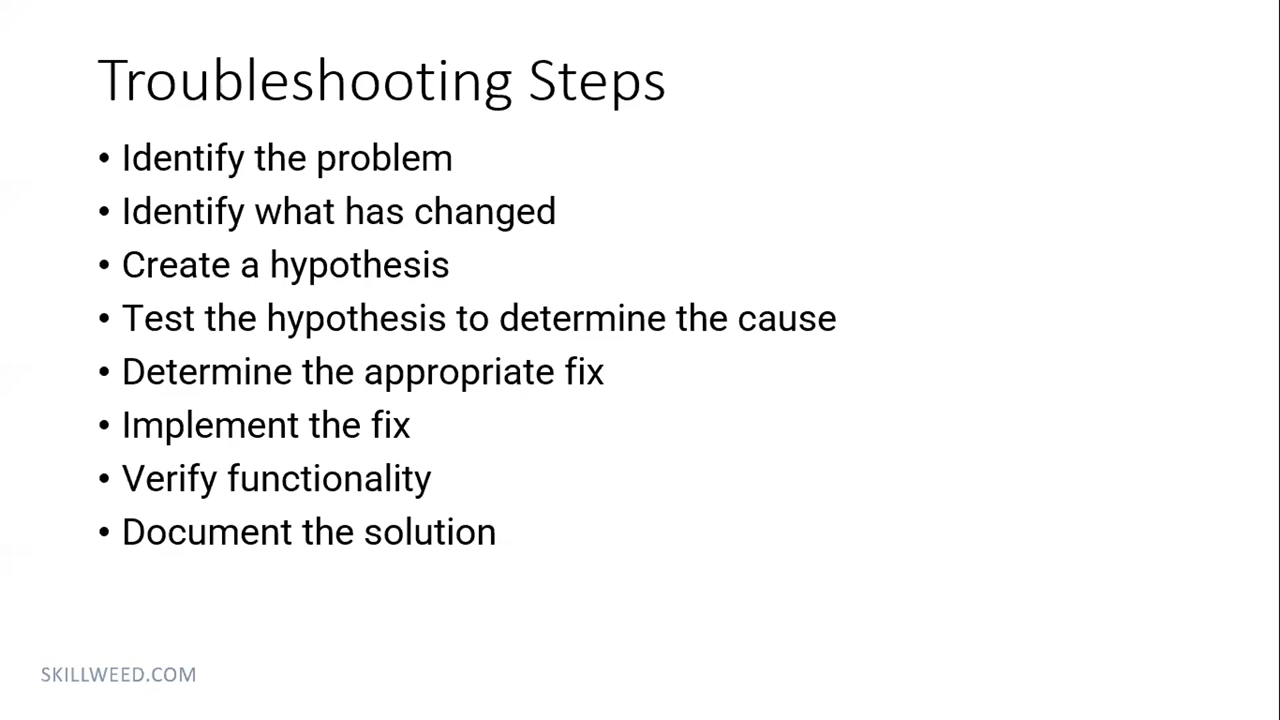 Troubleshooting Steps
• Identify the problem
• Identify what has changed
• Create a hypothesis
• Test the hypothesis to determine the cause
• Determine the appropriate fix
• Implement the fix
• Verify functionality
• Document the solution
SKILLWEED.COM